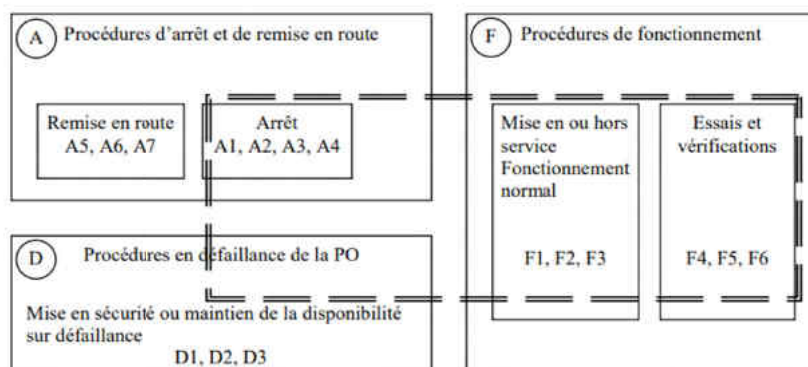 A Procédures d'arrêt et de remise en route
Remise en route
A5, A6, A7
Arrêt
A1, A2, A3, A4
F Procédures de fonctionnement
Mise en ou hors
service
Fonctionnement
normal
F1, F2, F3
Essais et
vérifications
F4, F5, F6
D Procédures en défaillance de la PO
Mise en sécurité ou maintien de la disponibilité
sur défaillance
D1, D2, D3